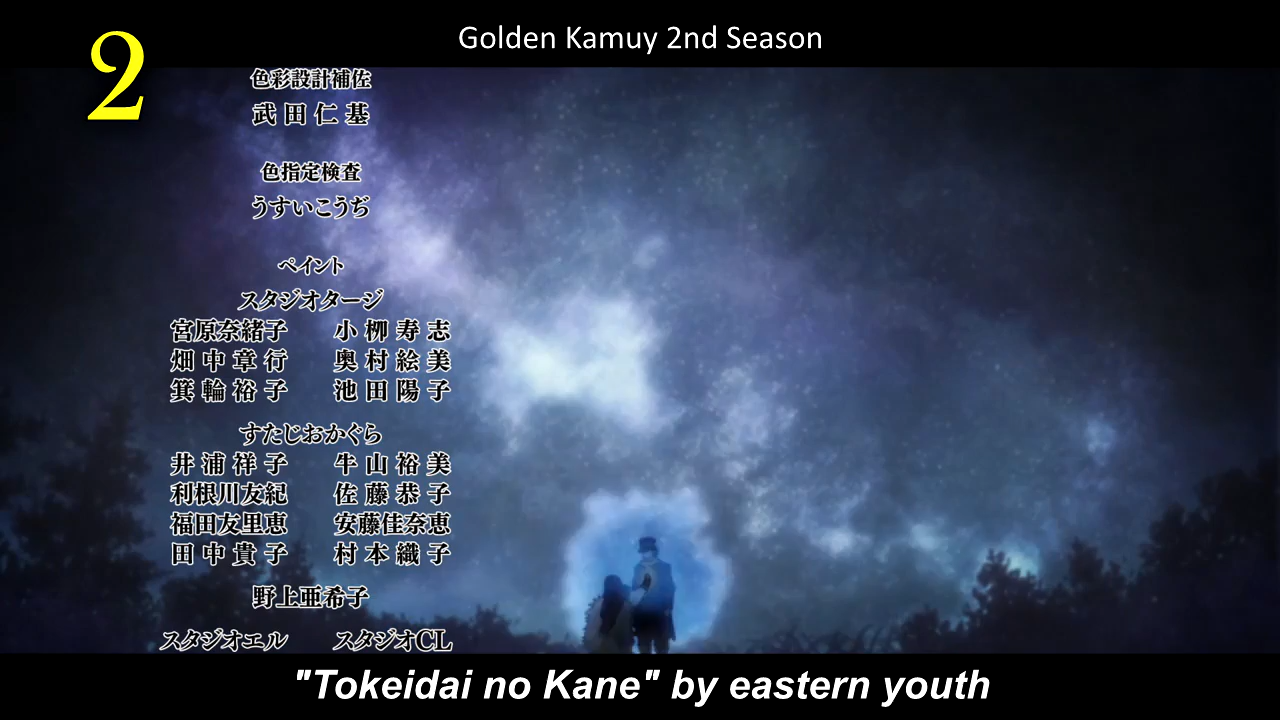 Golden Kamuy 2nd Season
2
色彩設計補佐
武田仁基
色指定検査
うすいこうぢ
ペイント
スタジオタージ
宮原奈緒子 小栁寿志
畑中章行 奥村絵美
箕輪裕子 池田陽子
すたじおかぐら
井浦祥子 牛山裕美
利根川友紀 佐藤恭子
福田友里恵 安藤佳奈恵
田中貴子 村本織子
野上亜希子
スタジオエル スタジオCL
"Tokeidai no Kane" by eastern youth